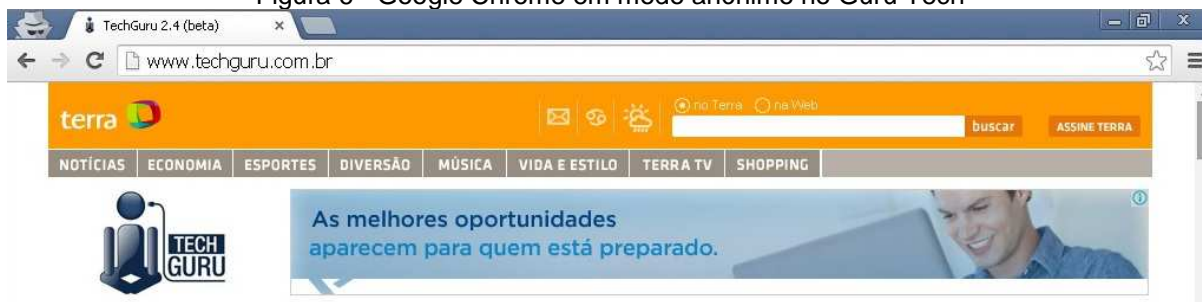 Figura 3 - Google Chrome em modo anônimo no Guru Tech
TechGuru 2.4 (beta)
www.techguru.com.br
terra
no Terra na Web
buscar
ASSINE TERRA
NOTÍCIAS ECONOMIA ESPORTES DIVERSÃO MÚSICA VIDA E ESTILO TERRA TV SHOPPING
TECH
GURU
As melhores oportunidades
aparecem para quem está preparado.